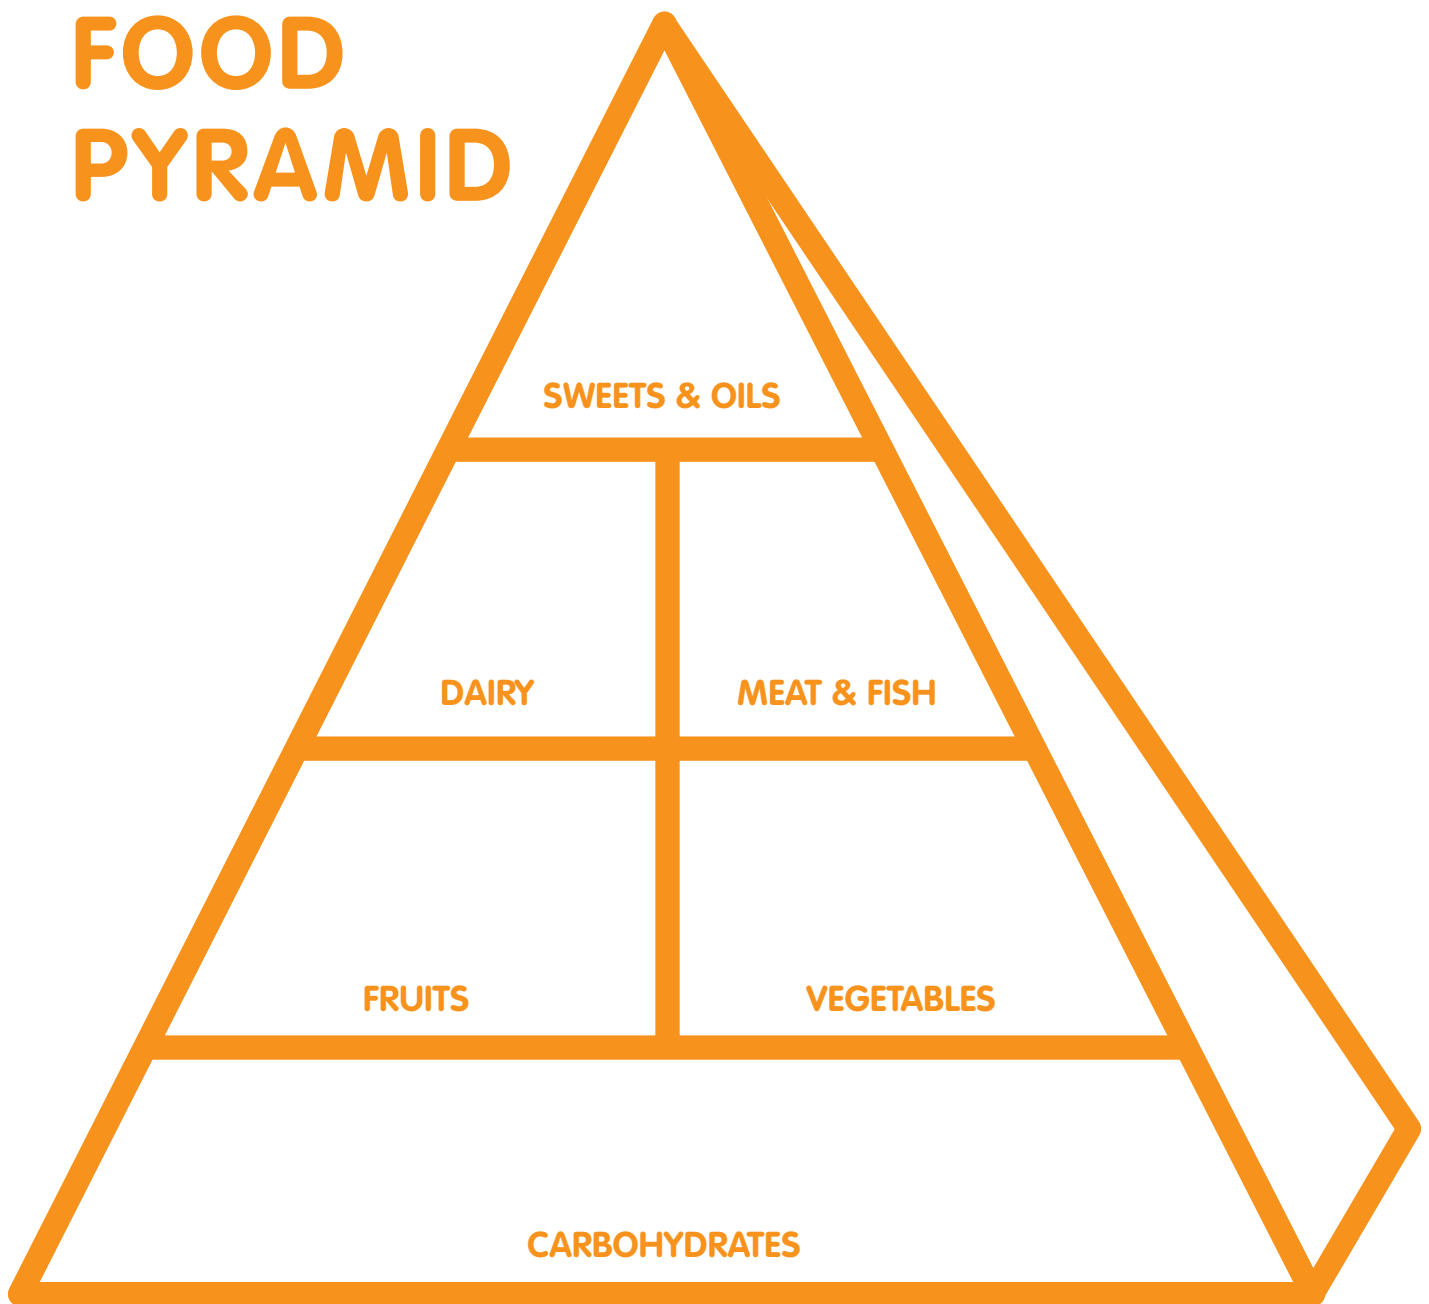 FOOD
PYRAMID
SWEETS & OILS
DAIRY
MEAT & FISH
FRUITS
VEGETABLES
CARBOHYDRATES